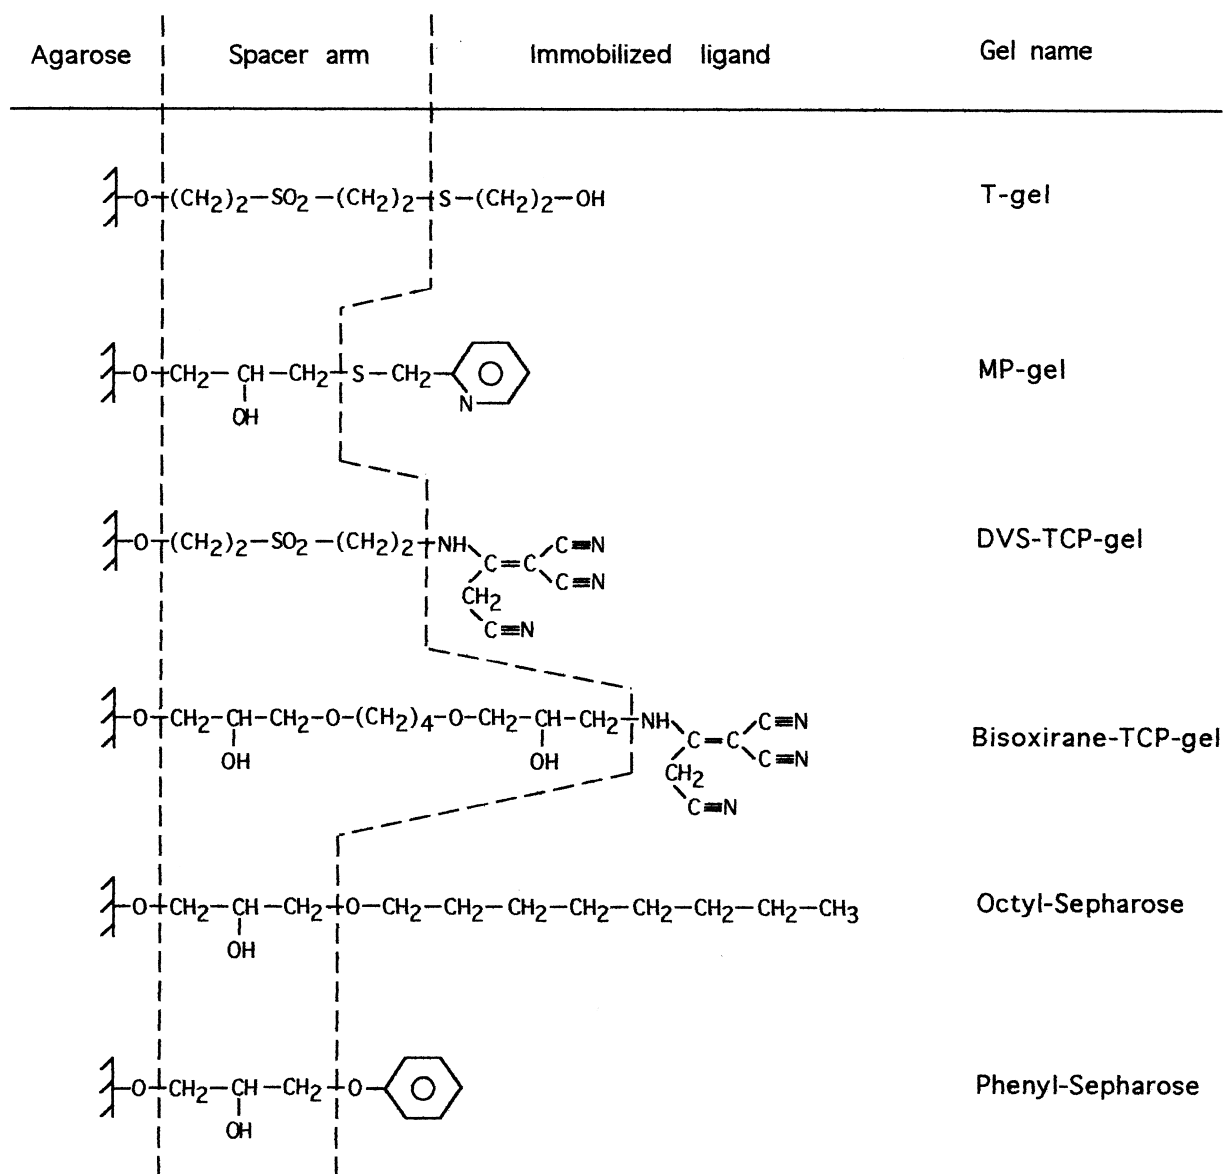 Agarose Spacer arm Immobilized ligand Gel name
O–(CH2)2–SO2–(CH2)2–S–(CH2)2–OH T-gel
O–CH2–CH–CH2–S–CH2 MP-gel
OH N
O–(CH2)2–SO2–(CH2)2–NH C≡N DVS-TCP-gel
C=C
CH2 C≡N
C≡N
O–CH2–CH–CH2–O–(CH2)4–O–CH2–CH–CH2–NH C≡N Bisoxirane-TCP-gel
C=C
OH OH CH2 C≡N
C≡N
O–CH2–CH–CH2–O–CH2–CH2–CH2–CH2–CH2–CH2–CH2–CH3 Octyl-Sepharose
OH
O–CH2–CH–CH2–O Phenyl-Sepharose
OH